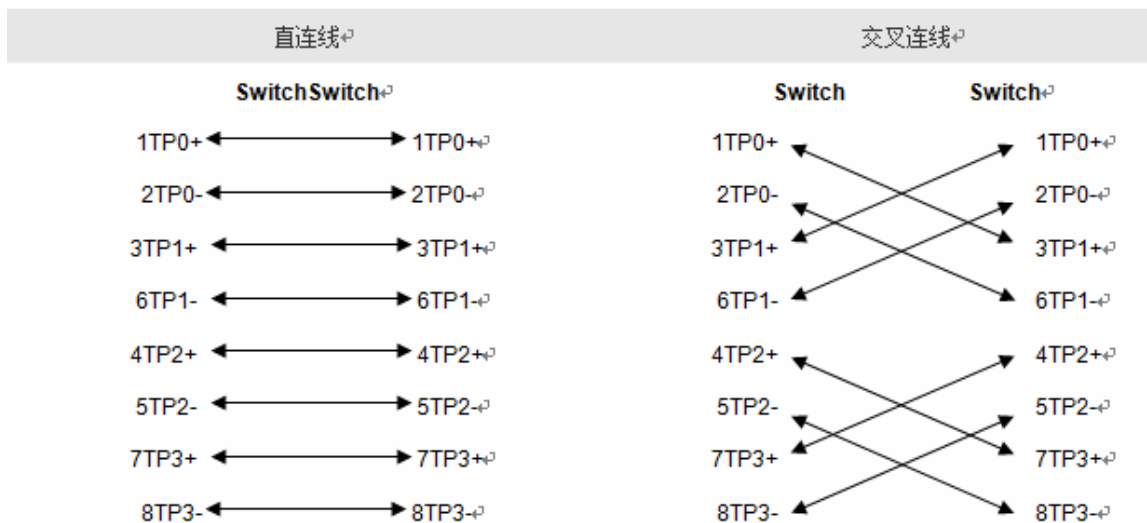 直连线 交叉连线
SwitchSwitch Switch Switch
1TP0+ 1TP0+ 1TP0+ 1TP0+
2TP0- 2TP0- 2TP0- 2TP0-
3TP1+ 3TP1+ 3TP1+ 3TP1+
6TP1- 6TP1- 6TP1- 6TP1-
4TP2+ 4TP2+ 4TP2+ 4TP2+
5TP2- 5TP2- 5TP2- 5TP2-
7TP3+ 7TP3+ 7TP3+ 7TP3+
8TP3- 8TP3- 8TP3- 8TP3-